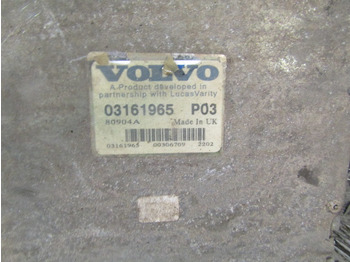 VOLVO
A Product developed in
partnership with LucasVarity
03161965 P03
80904A Made In UK
03161965 00306709 2202